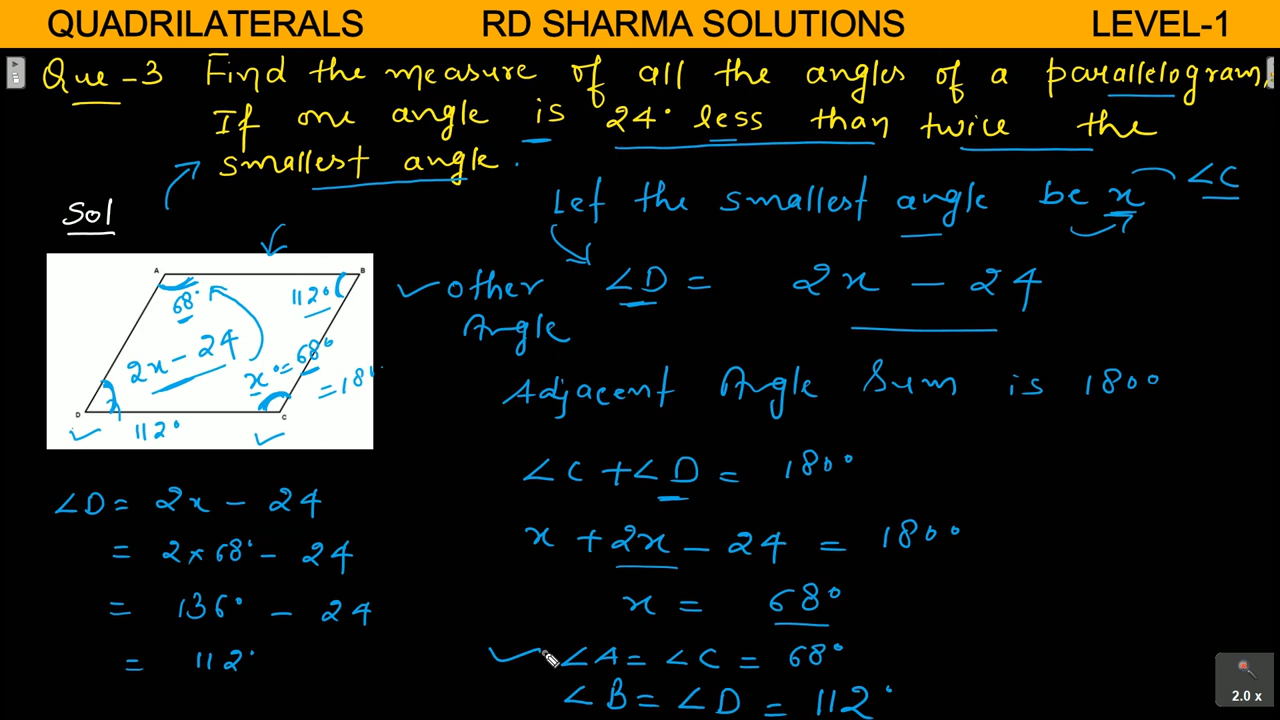 QUADRILATERALS RD SHARMA SOLUTIONS LEVEL-1
Que-3 Find the measure of all the angles of a parallelogram,
If one angle is 24° less than twice the
smallest angle.
Sol
Let the smallest angle be x ∠C
other ∠D = 2x - 24
Angle
Adjacent Angle Sum is 180°
∠C + ∠D = 180°
x + 2x - 24 = 180°
x = 68°
∠A = ∠C = 68°
∠B = ∠D = 112°
A B
68° 112°
2x - 24
x° = 68°
D C
112°
∠D = 2x - 24
= 2 × 68° - 24
= 136° - 24
= 112°
2.0 x